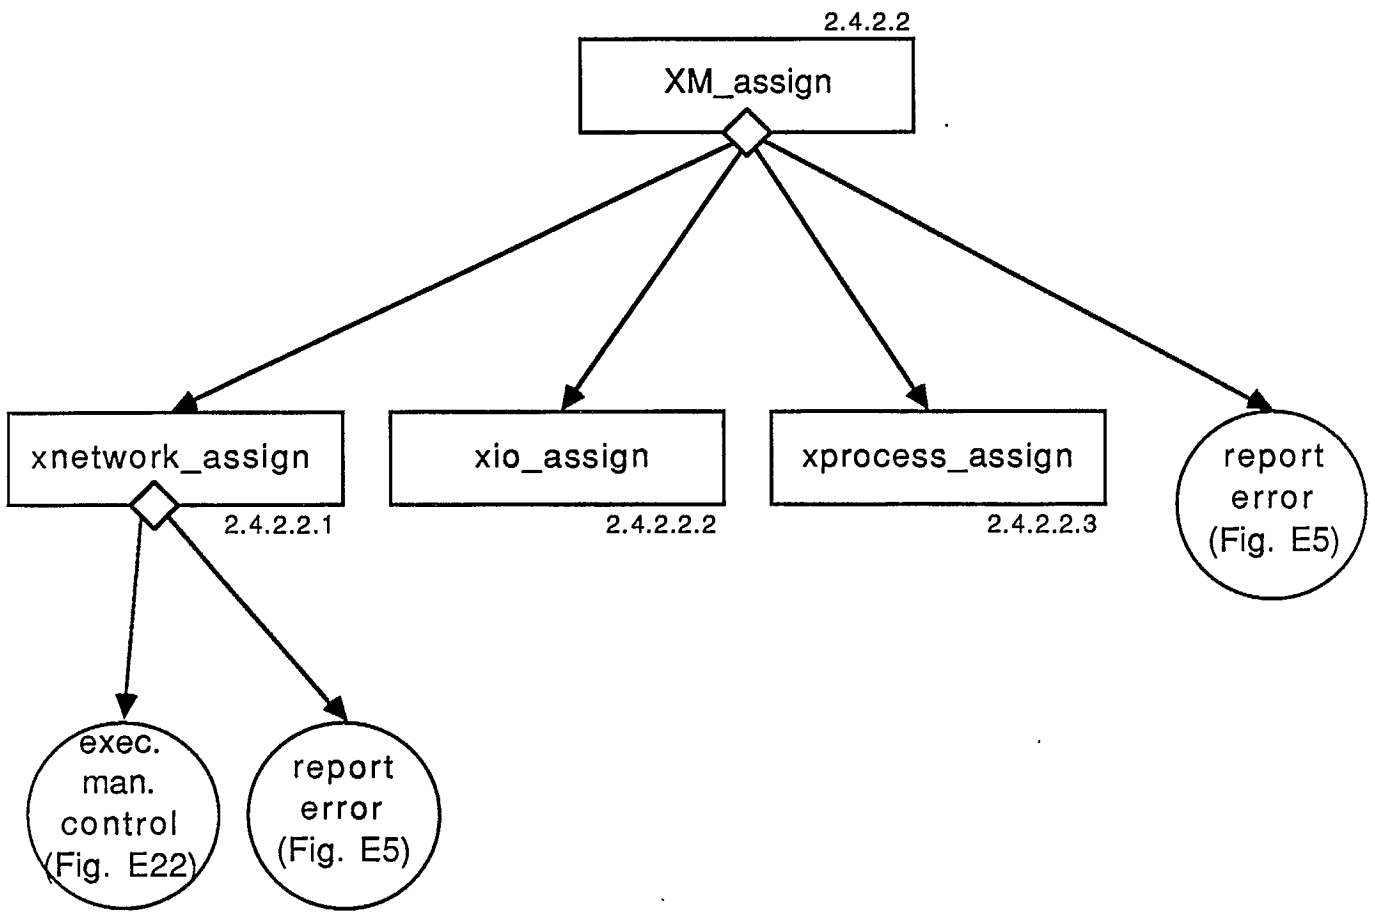 2.4.2.2
XM_assign
xnetwork_assign
2.4.2.2.1
xio_assign
2.4.2.2.2
xprocess_assign
2.4.2.2.3
report
error
(Fig. E5)
exec.
man.
control
(Fig. E22)
report
error
(Fig. E5)